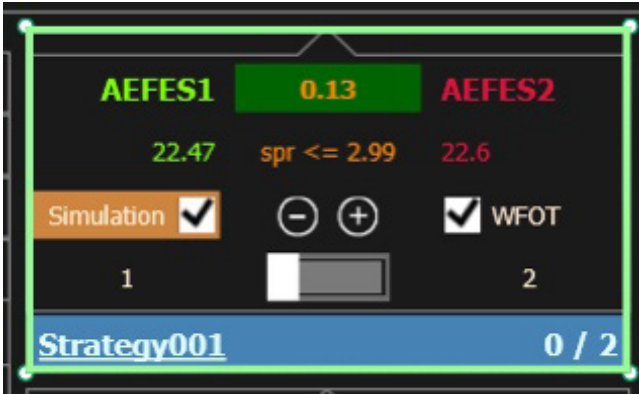 AEFES1 0.13 AEFES2
22.47 spr <= 2.99 22.6
Simulation WFOT
1 2
Strategy001 0 / 2